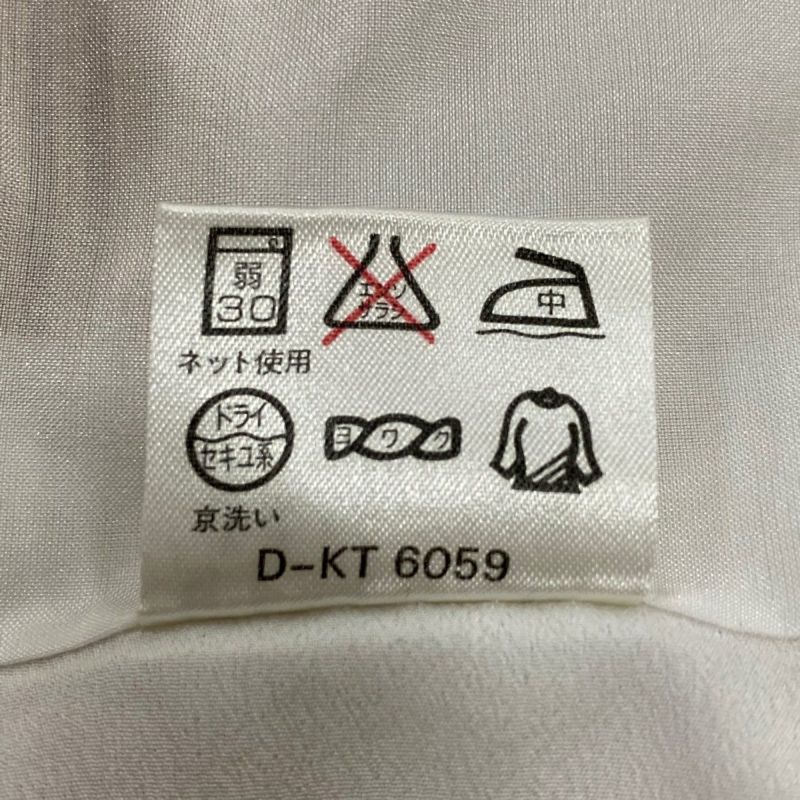 弱
30
エンソ
サラシ
中
ネット使用
ドライ
セキユ系
ヨワク
京洗い
D-KT 6059